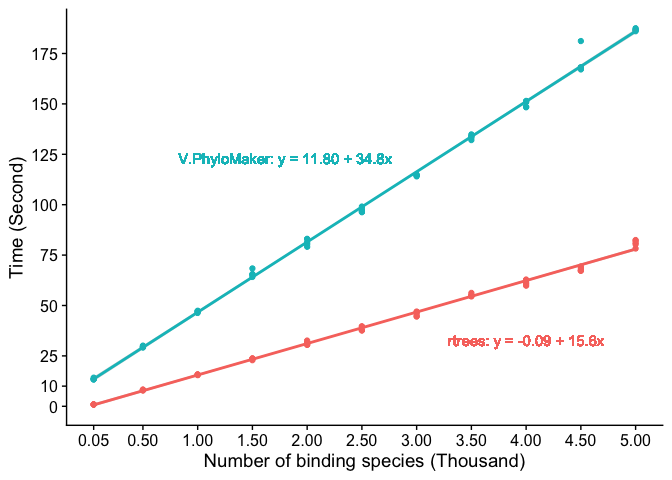 175
150
125
100
75
50
25
10
0
Time (Second)
V.PhyloMaker: y = 11.80 + 34.8x
rtrees: y = -0.09 + 15.6x
0.05 0.50 1.00 1.50 2.00 2.50 3.00 3.50 4.00 4.50 5.00
Number of binding species (Thousand)